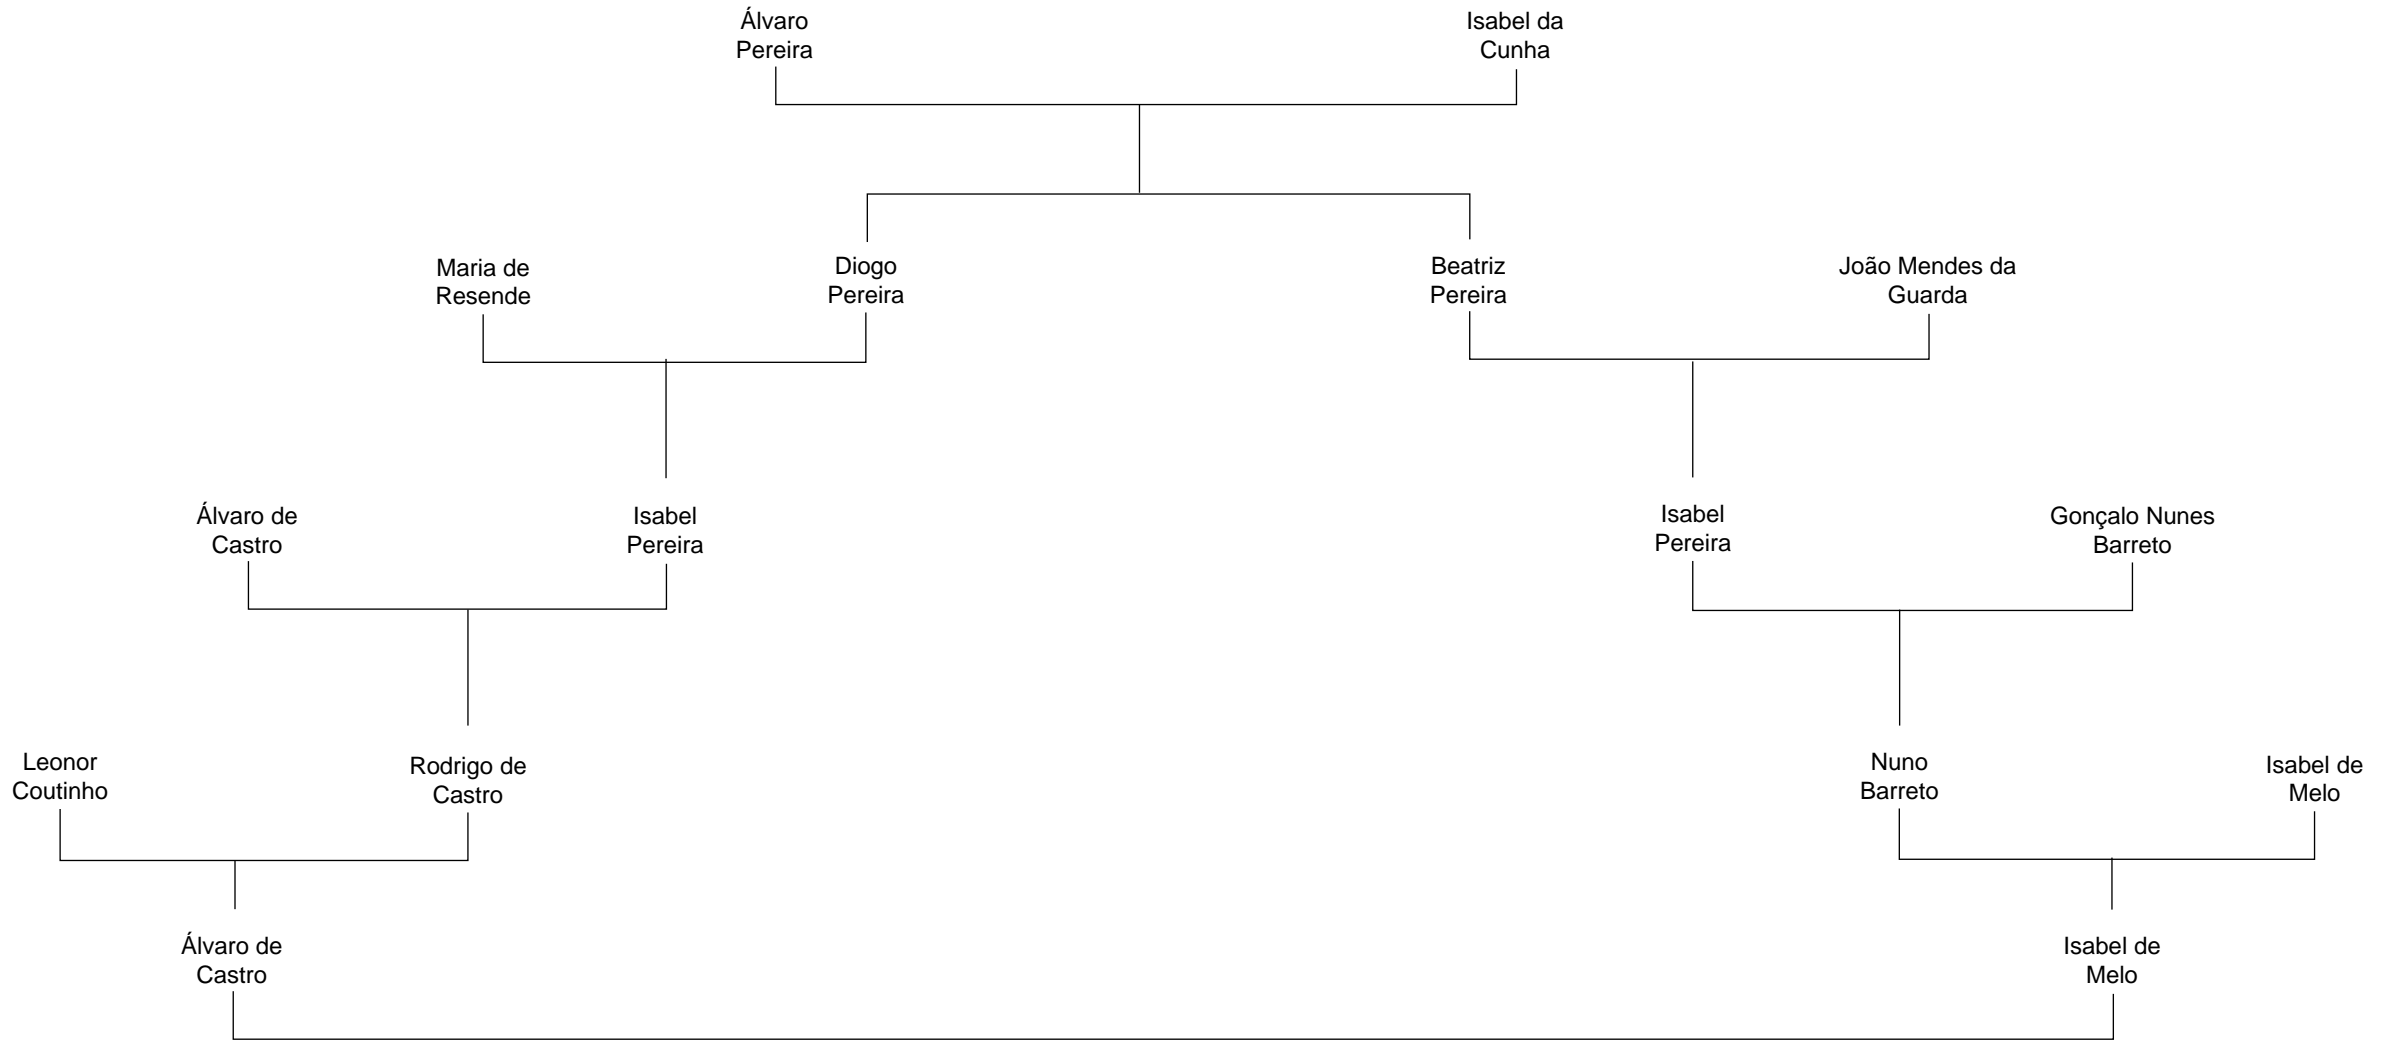 Álvaro
Pereira
Isabel da
Cunha
Maria de
Resende
Diogo
Pereira
Beatriz
Pereira
João Mendes da
Guarda
Álvaro de
Castro
Isabel
Pereira
Isabel
Pereira
Gonçalo Nunes
Barreto
Leonor
Coutinho
Rodrigo de
Castro
Nuno
Barreto
Isabel de
Melo
Álvaro de
Castro
Isabel de
Melo